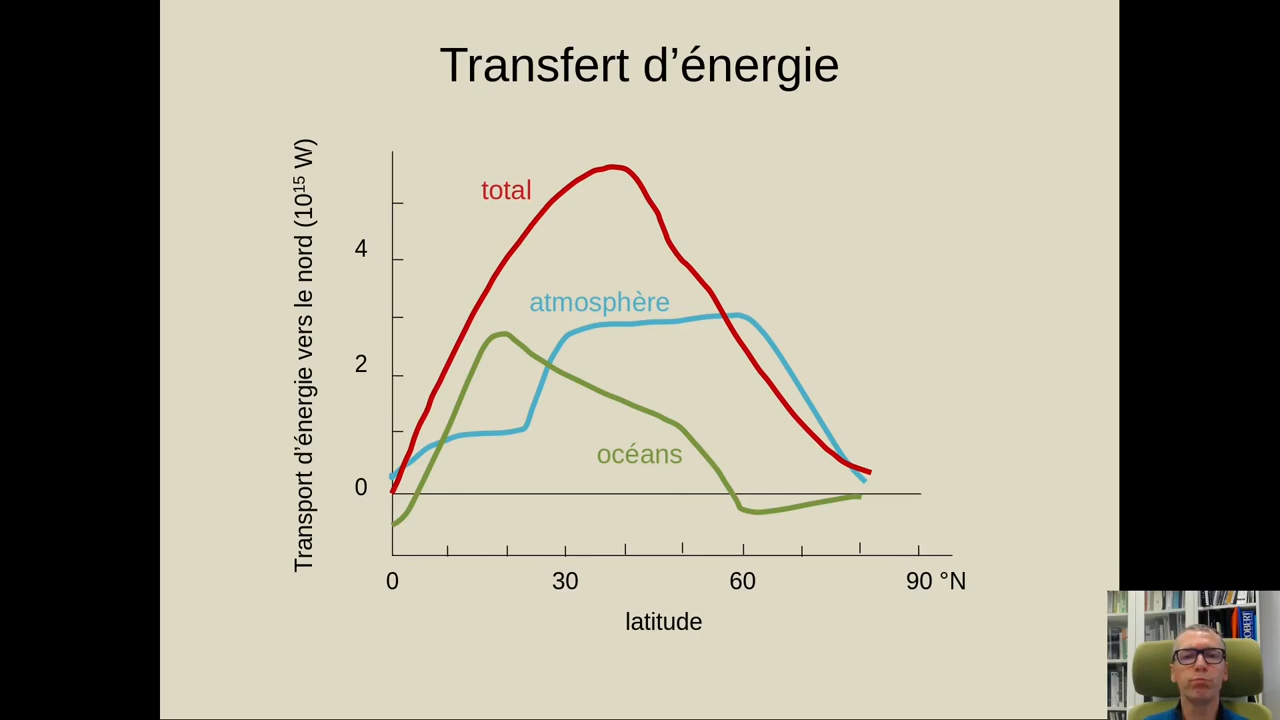 Transfert d’énergie
Transport d’énergie vers le nord (10¹⁵ W)
total
4
atmosphère
2
océans
0
0 30 60 90 °N
latitude
ROBERT